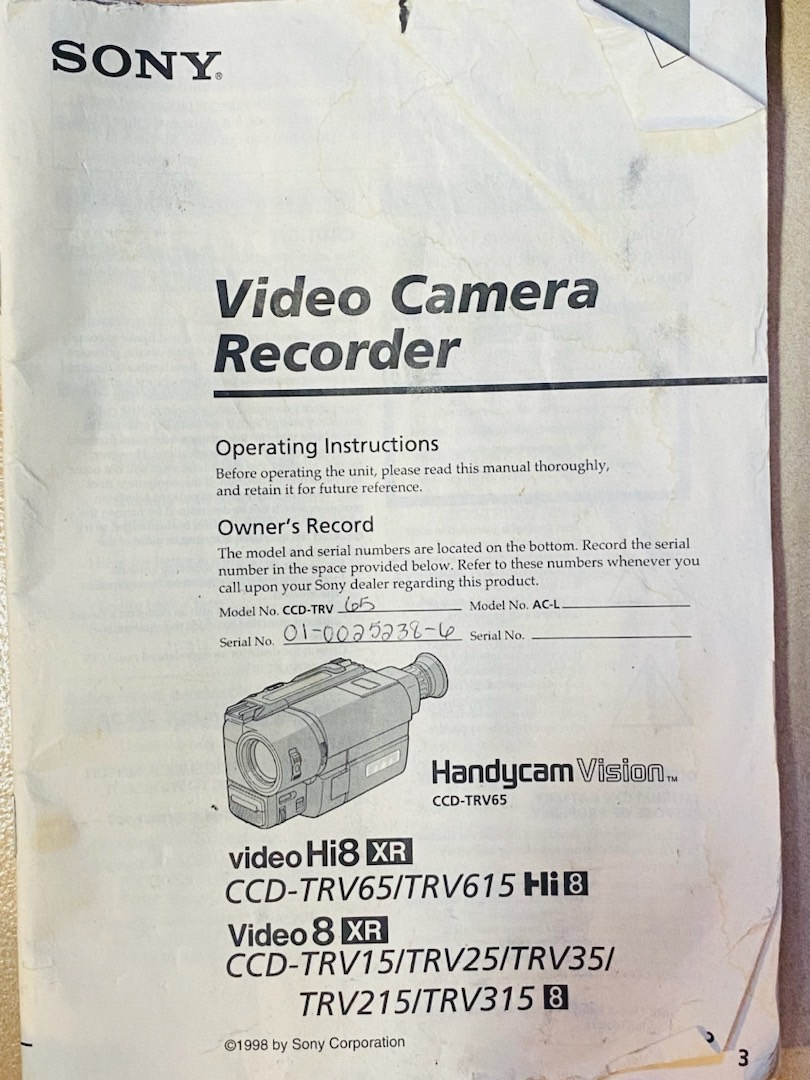 SONY®
Video Camera
Recorder
Operating Instructions
Before operating the unit, please read this manual thoroughly,
and retain it for future reference.
Owner's Record
The model and serial numbers are located on the bottom. Record the serial
number in the space provided below. Refer to these numbers whenever you
call upon your Sony dealer regarding this product.
Model No. CCD-TRV 65 Model No. AC-L
Serial No. 01-0025238-6 Serial No.
Handycam Vision™
CCD-TRV65
video Hi8 XR
CCD-TRV65/TRV615 Hi8
Video 8 XR
CCD-TRV15/TRV25/TRV35/
TRV215/TRV315 8
©1998 by Sony Corporation
3